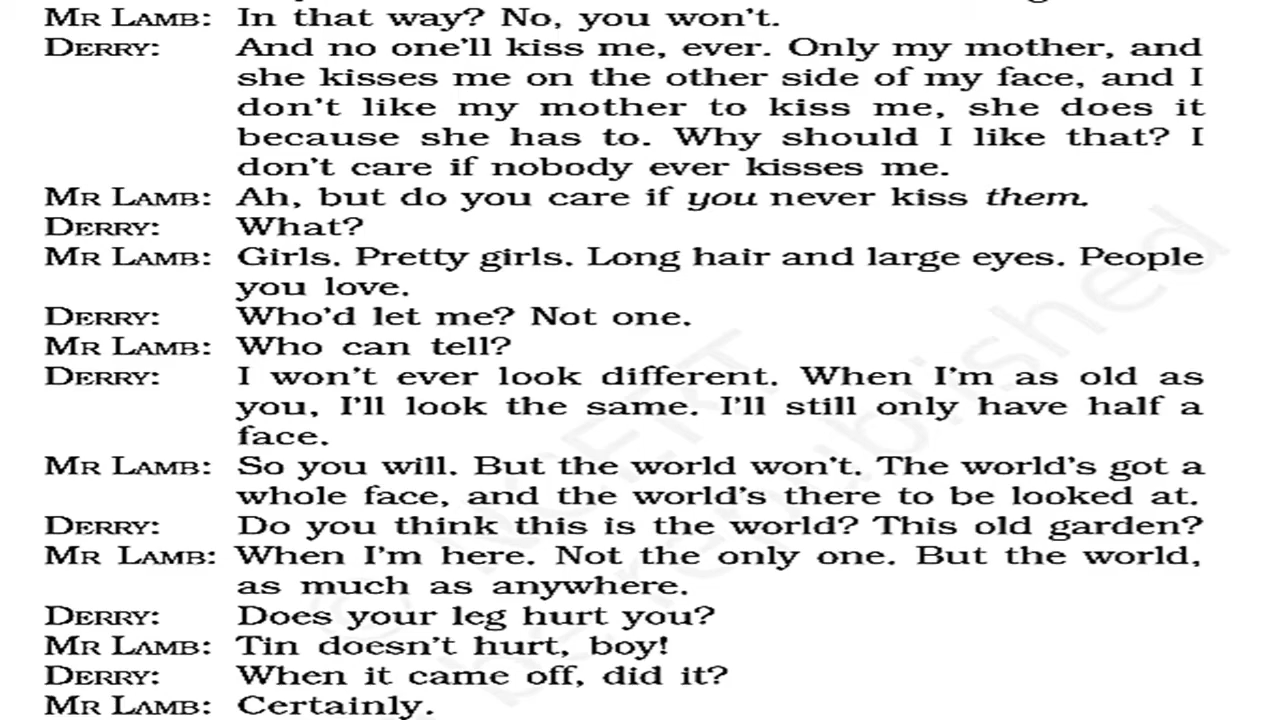 MR LAMB: In that way? No, you won't.
DERRY: And no one'll kiss me, ever. Only my mother, and
she kisses me on the other side of my face, and I
don't like my mother to kiss me, she does it
because she has to. Why should I like that? I
don't care if nobody ever kisses me.
MR LAMB: Ah, but do you care if you never kiss them.
DERRY: What?
MR LAMB: Girls. Pretty girls. Long hair and large eyes. People
you love.
DERRY: Who'd let me? Not one.
MR LAMB: Who can tell?
DERRY: I won't ever look different. When I'm as old as
you, I'll look the same. I'll still only have half a
face.
MR LAMB: So you will. But the world won't. The world's got a
whole face, and the world's there to be looked at.
DERRY: Do you think this is the world? This old garden?
MR LAMB: When I'm here. Not the only one. But the world,
as much as anywhere.
DERRY: Does your leg hurt you?
MR LAMB: Tin doesn't hurt, boy!
DERRY: When it came off, did it?
MR LAMB: Certainly.
© NCERT
be republished